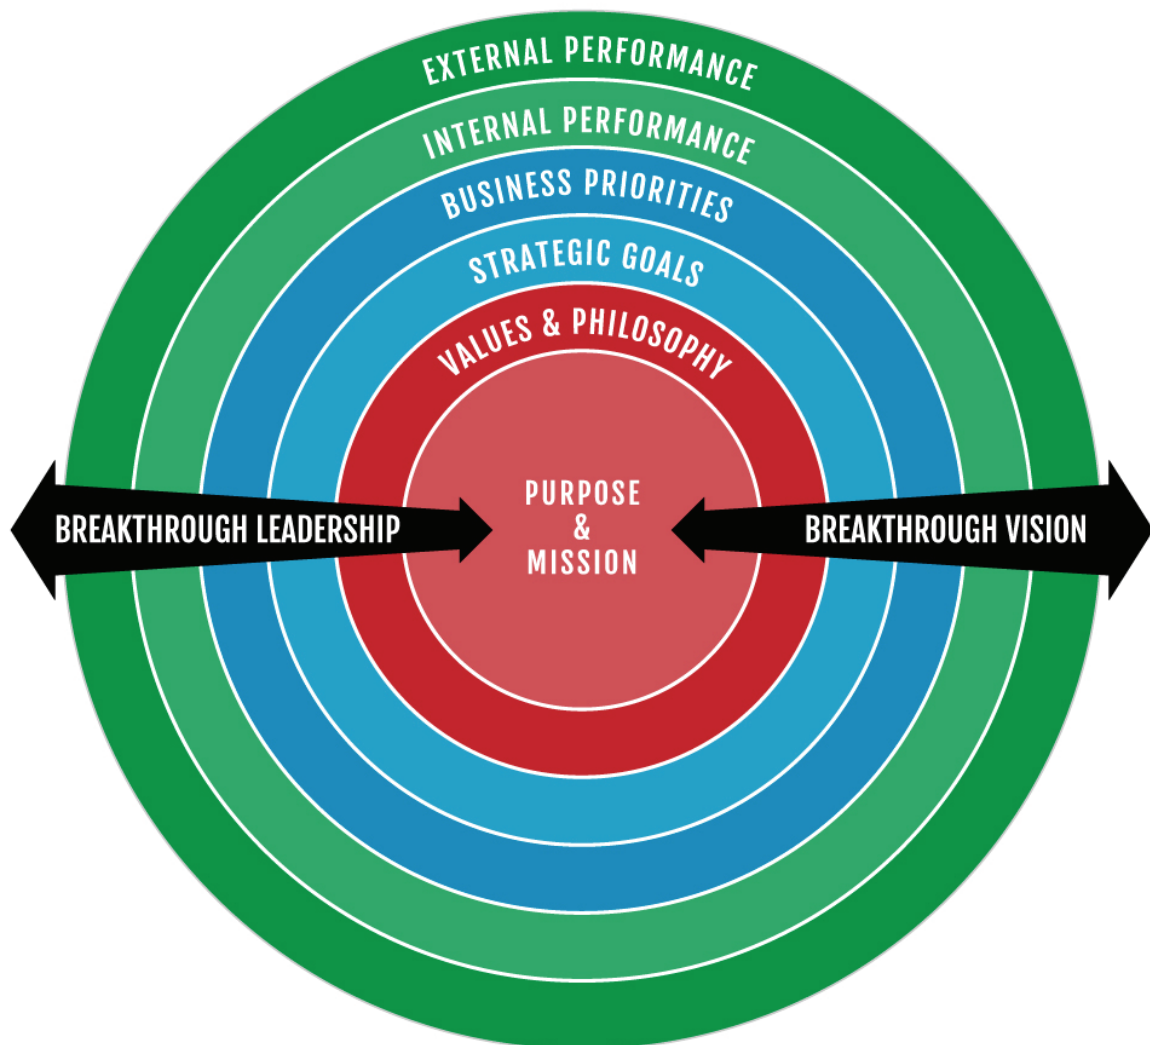 EXTERNAL PERFORMANCE
INTERNAL PERFORMANCE
BUSINESS PRIORITIES
STRATEGIC GOALS
VALUES & PHILOSOPHY
PURPOSE
&
MISSION
BREAKTHROUGH LEADERSHIP
BREAKTHROUGH VISION